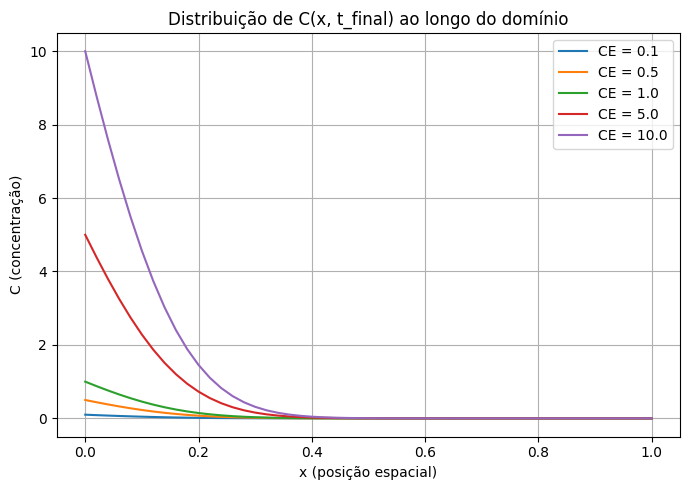 Distribuição de C(x, t_final) ao longo do domínio
CE = 0.1
CE = 0.5
CE = 1.0
CE = 5.0
CE = 10.0
C (concentração)
10
8
6
4
2
0
0.0 0.2 0.4 0.6 0.8 1.0
x (posição espacial)